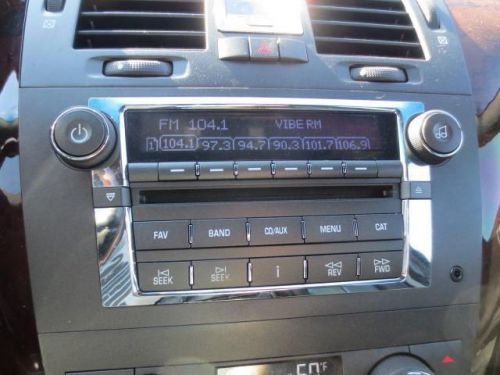 FM 104.1 VIBE RM
1 104.1 97.3 94.7 90.3 101.7 106.9
FAV BAND CD/AUX MENU CAT
SEEK SEEK i REV FWD
°F